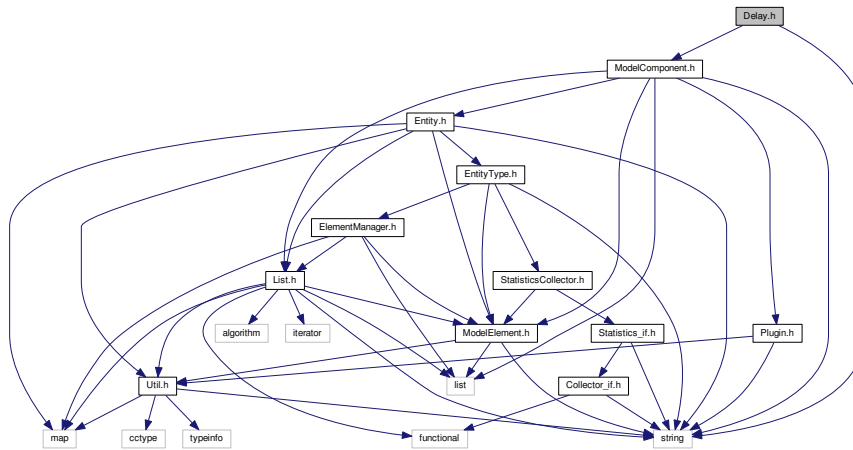 Delay.h
ModelComponent.h
Entity.h
EntityType.h
ElementManager.h
List.h
StatisticsCollector.h
algorithm
iterator
ModelElement.h
Statistics_if.h
Plugin.h
Util.h
list
Collector_if.h
map
cctype
typeinfo
functional
string